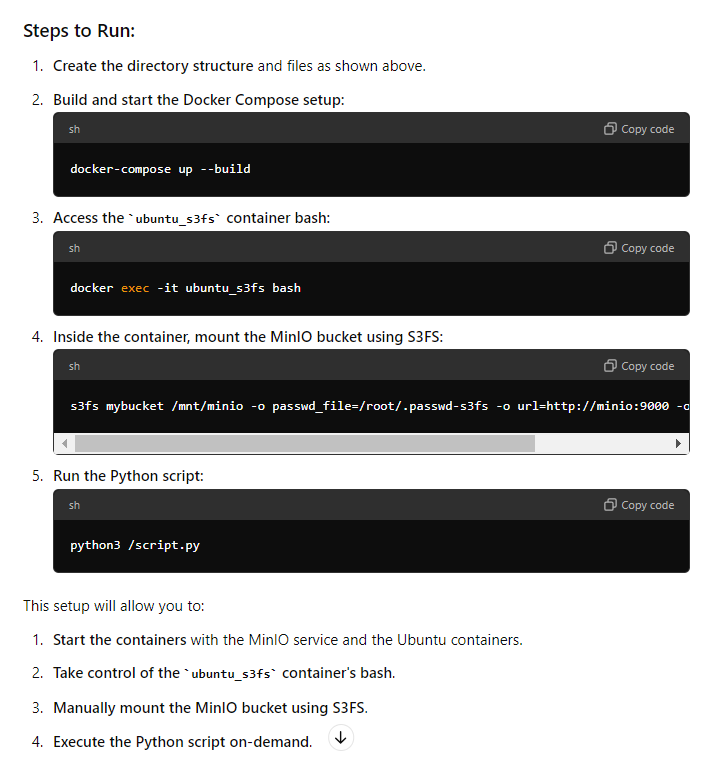 Steps to Run:
1. Create the directory structure and files as shown above.
2. Build and start the Docker Compose setup:
sh
Copy code
docker-compose up --build
3. Access the `ubuntu_s3fs` container bash:
sh
Copy code
docker exec -it ubuntu_s3fs bash
4. Inside the container, mount the MinIO bucket using S3FS:
sh
Copy code
s3fs mybucket /mnt/minio -o passwd_file=/root/.passwd-s3fs -o url=http://minio:9000 -o
5. Run the Python script:
sh
Copy code
python3 /script.py
This setup will allow you to:
1. Start the containers with the MinIO service and the Ubuntu containers.
2. Take control of the `ubuntu_s3fs` container's bash.
3. Manually mount the MinIO bucket using S3FS.
4. Execute the Python script on-demand.